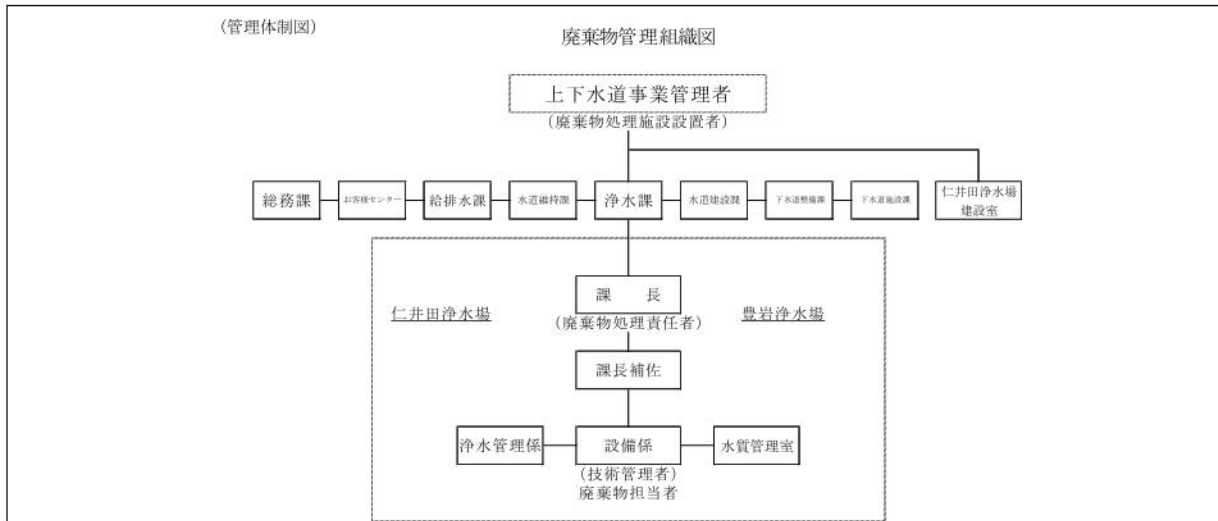 (管理体制図)
廃棄物管理組織図
上下水道事業管理者
(廃棄物処理施設設置者)
総務課
お客様センター
給排水課
水道維持課
浄水課
水道建設課
下水道整備課
下水道施設課
仁井田浄水場
建設室
課　長
(廃棄物処理責任者)
仁井田浄水場
豊岩浄水場
課長補佐
浄水管理係
設備係
水質管理室
(技術管理者)
廃棄物担当者